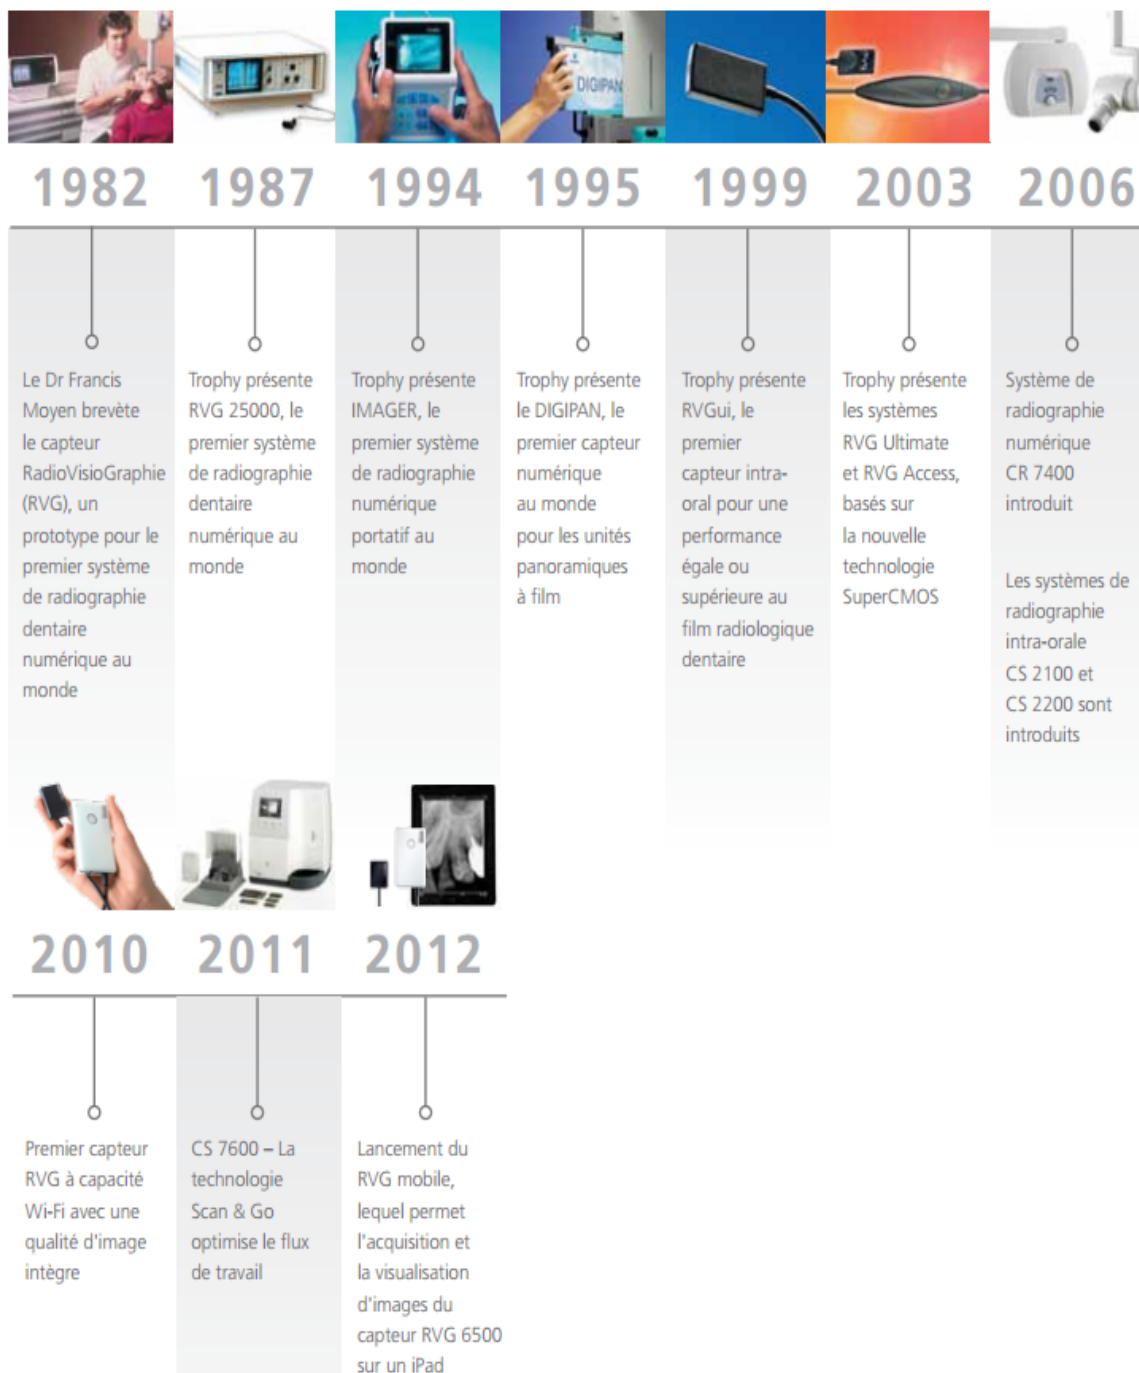 DIGIPAN
1982
1987
1994
1995
1999
2003
2006
Le Dr Francis
Moyen brevète
le capteur
RadioVisioGraphie
(RVG), un
prototype pour le
premier système
de radiographie
dentaire
numérique au
monde
Trophy présente
RVG 25000, le
premier système
de radiographie
dentaire
numérique au
monde
Trophy présente
IMAGER, le
premier système
de radiographie
numérique
portatif au
monde
Trophy présente
le DIGIPAN, le
premier capteur
numérique
au monde
pour les unités
panoramiques
à film
Trophy présente
RVGui, le
premier
capteur intra-
oral pour une
performance
égale ou
supérieure au
film radiologique
dentaire
Trophy présente
les systèmes
RVG Ultimate
et RVG Access,
basés sur
la nouvelle
technologie
SuperCMOS
Système de
radiographie
numérique
CR 7400
introduit
Les systèmes de
radiographie
intra-orale
CS 2100 et
CS 2200 sont
introduits
2010
2011
2012
Premier capteur
RVG à capacité
Wi-Fi avec une
qualité d'image
intègre
CS 7600 – La
technologie
Scan & Go
optimise le flux
de travail
Lancement du
RVG mobile,
lequel permet
l'acquisition et
la visualisation
d'images du
capteur RVG 6500
sur un iPad